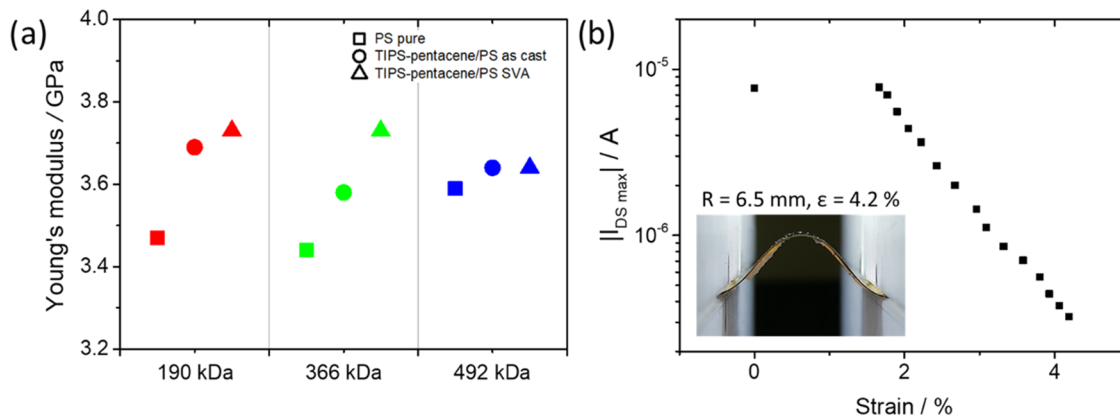 (a)
Young's modulus / GPa
4.0
3.8
3.6
3.4
3.2
PS pure
TIPS-pentacene/PS as cast
TIPS-pentacene/PS SVA
190 kDa
366 kDa
492 kDa
(b)
|I_DS max| / A
10⁻⁵
10⁻⁶
R = 6.5 mm, ε = 4.2 %
0
2
4
Strain / %